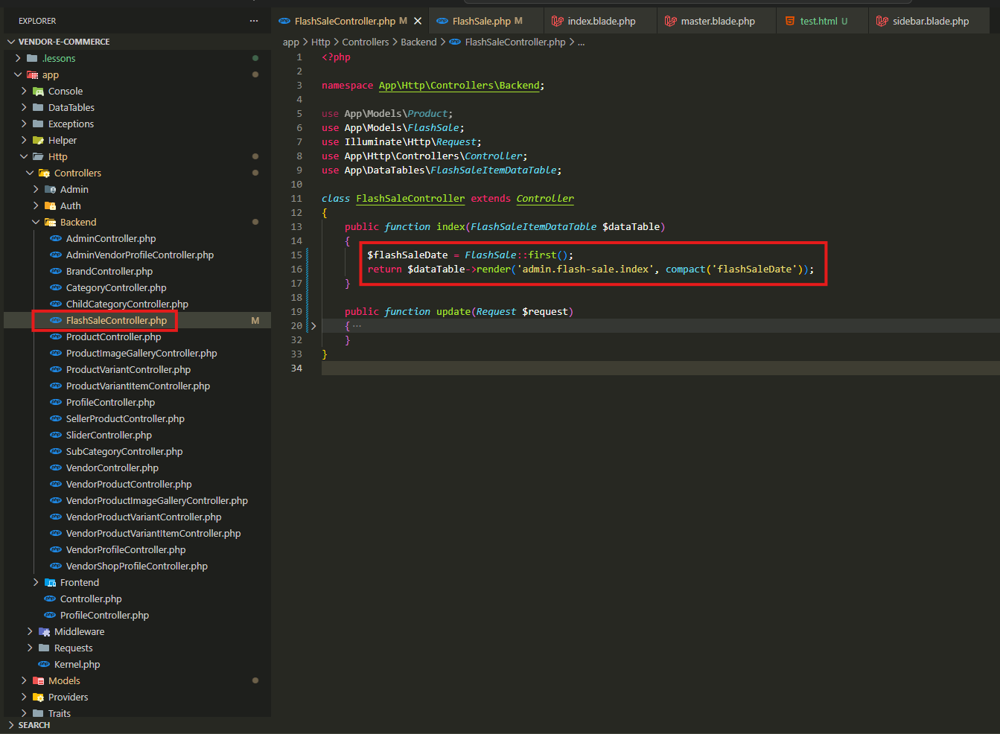 EXPLORER
...
VENDOR-E-COMMERCE
.lessons
app
Console
DataTables
Exceptions
Helper
Http
Controllers
Admin
Auth
Backend
AdminController.php
AdminVendorProfileController.php
BrandController.php
CategoryController.php
ChildCategoryController.php
FlashSaleController.php M
ProductController.php
ProductImageGalleryController.php
ProductVariantController.php
ProductVariantItemController.php
ProfileController.php
SellerProductController.php
SliderController.php
SubCategoryController.php
VendorController.php
VendorProductController.php
VendorProductImageGalleryController.php
VendorProductVariantController.php
VendorProductVariantItemController.php
VendorProfileController.php
VendorShopProfileController.php
Frontend
Controller.php
ProfileController.php
Middleware
Requests
Kernel.php
Models
Providers
Traits
SEARCH
FlashSaleController.php M
FlashSale.php M
index.blade.php
master.blade.php
test.html U
sidebar.blade.php
app > Http > Controllers > Backend > FlashSaleController.php > ...
1 <?php
2
3 namespace App\Http\Controllers\Backend;
4
5 use App\Models\Product;
6 use App\Models\FlashSale;
7 use Illuminate\Http\Request;
8 use App\Http\Controllers\Controller;
9 use App\DataTables\FlashSaleItemDataTable;
10
11 class FlashSaleController extends Controller
12 {
13 public function index(FlashSaleItemDataTable $dataTable)
14 {
15 $flashSaleDate = FlashSale::first();
16 return $dataTable->render('admin.flash-sale.index', compact('flashSaleDate'));
17 }
18
19 public function update(Request $request)
20 { ...
32 }
33 }
34